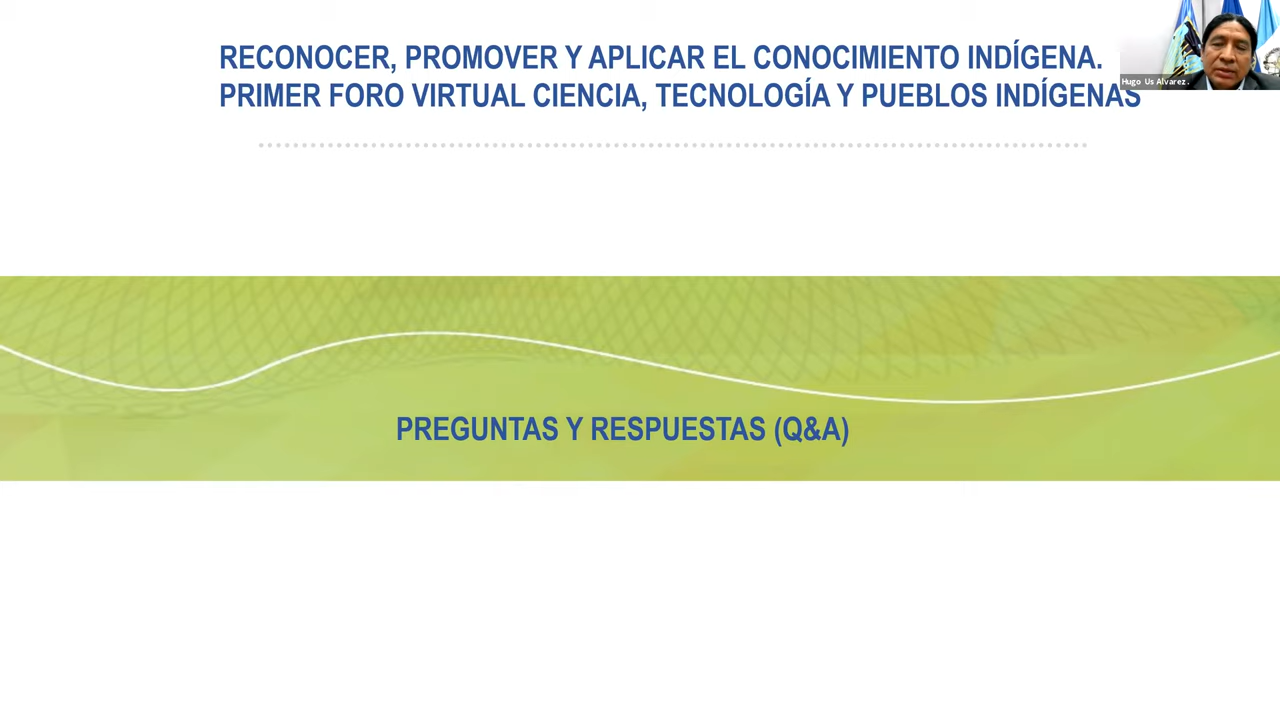 RECONOCER, PROMOVER Y APLICAR EL CONOCIMIENTO INDÍGENA.
PRIMER FORO VIRTUAL CIENCIA, TECNOLOGÍA Y PUEBLOS INDÍGENAS
Hugo Us Alvarez.
PREGUNTAS Y RESPUESTAS (Q&A)